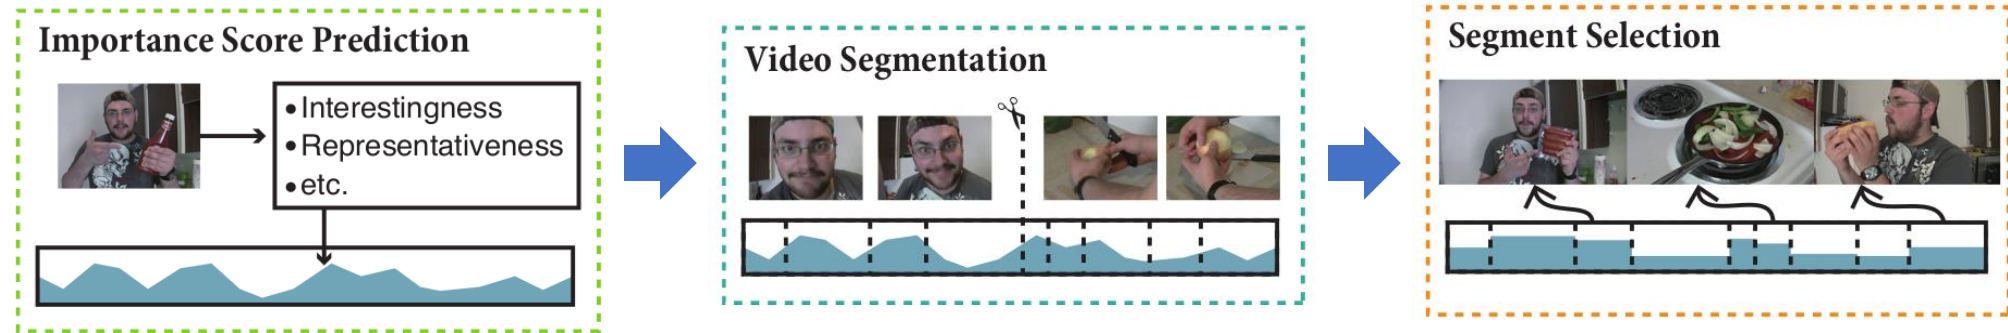 Importance Score Prediction
•Interestingness
•Representativeness
•etc.
Video Segmentation
Segment Selection